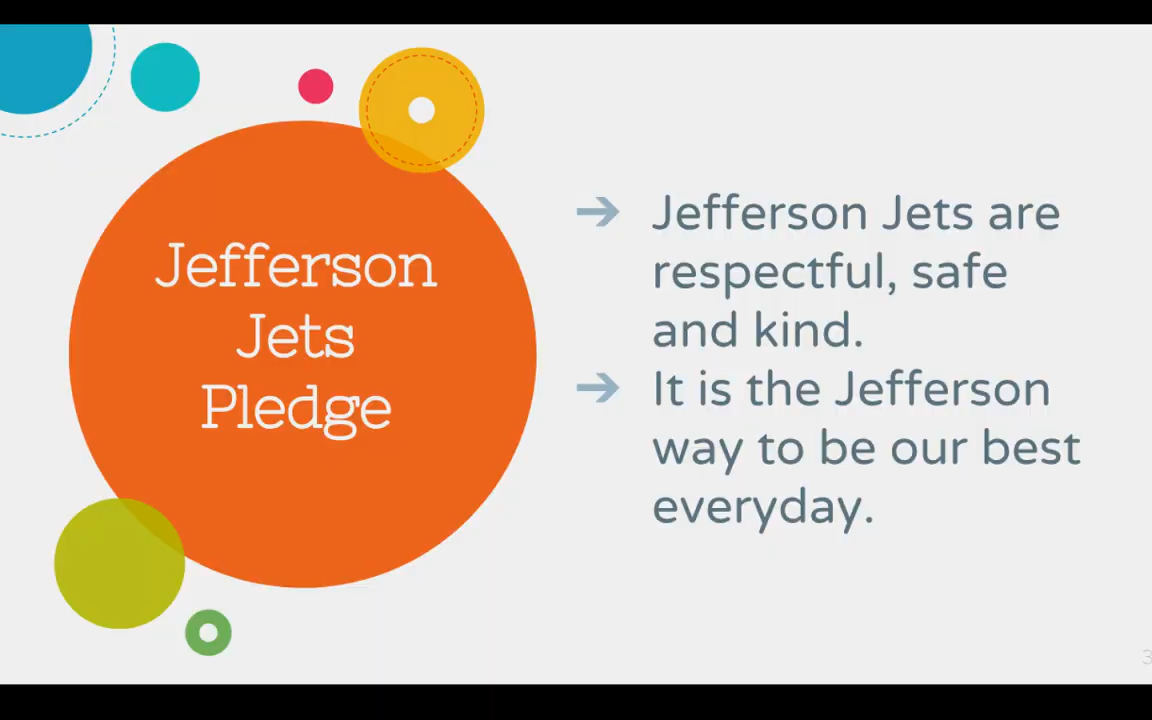 Jefferson
Jets
Pledge
➔ Jefferson Jets are
respectful, safe
and kind.
➔ It is the Jefferson
way to be our best
everyday.
3